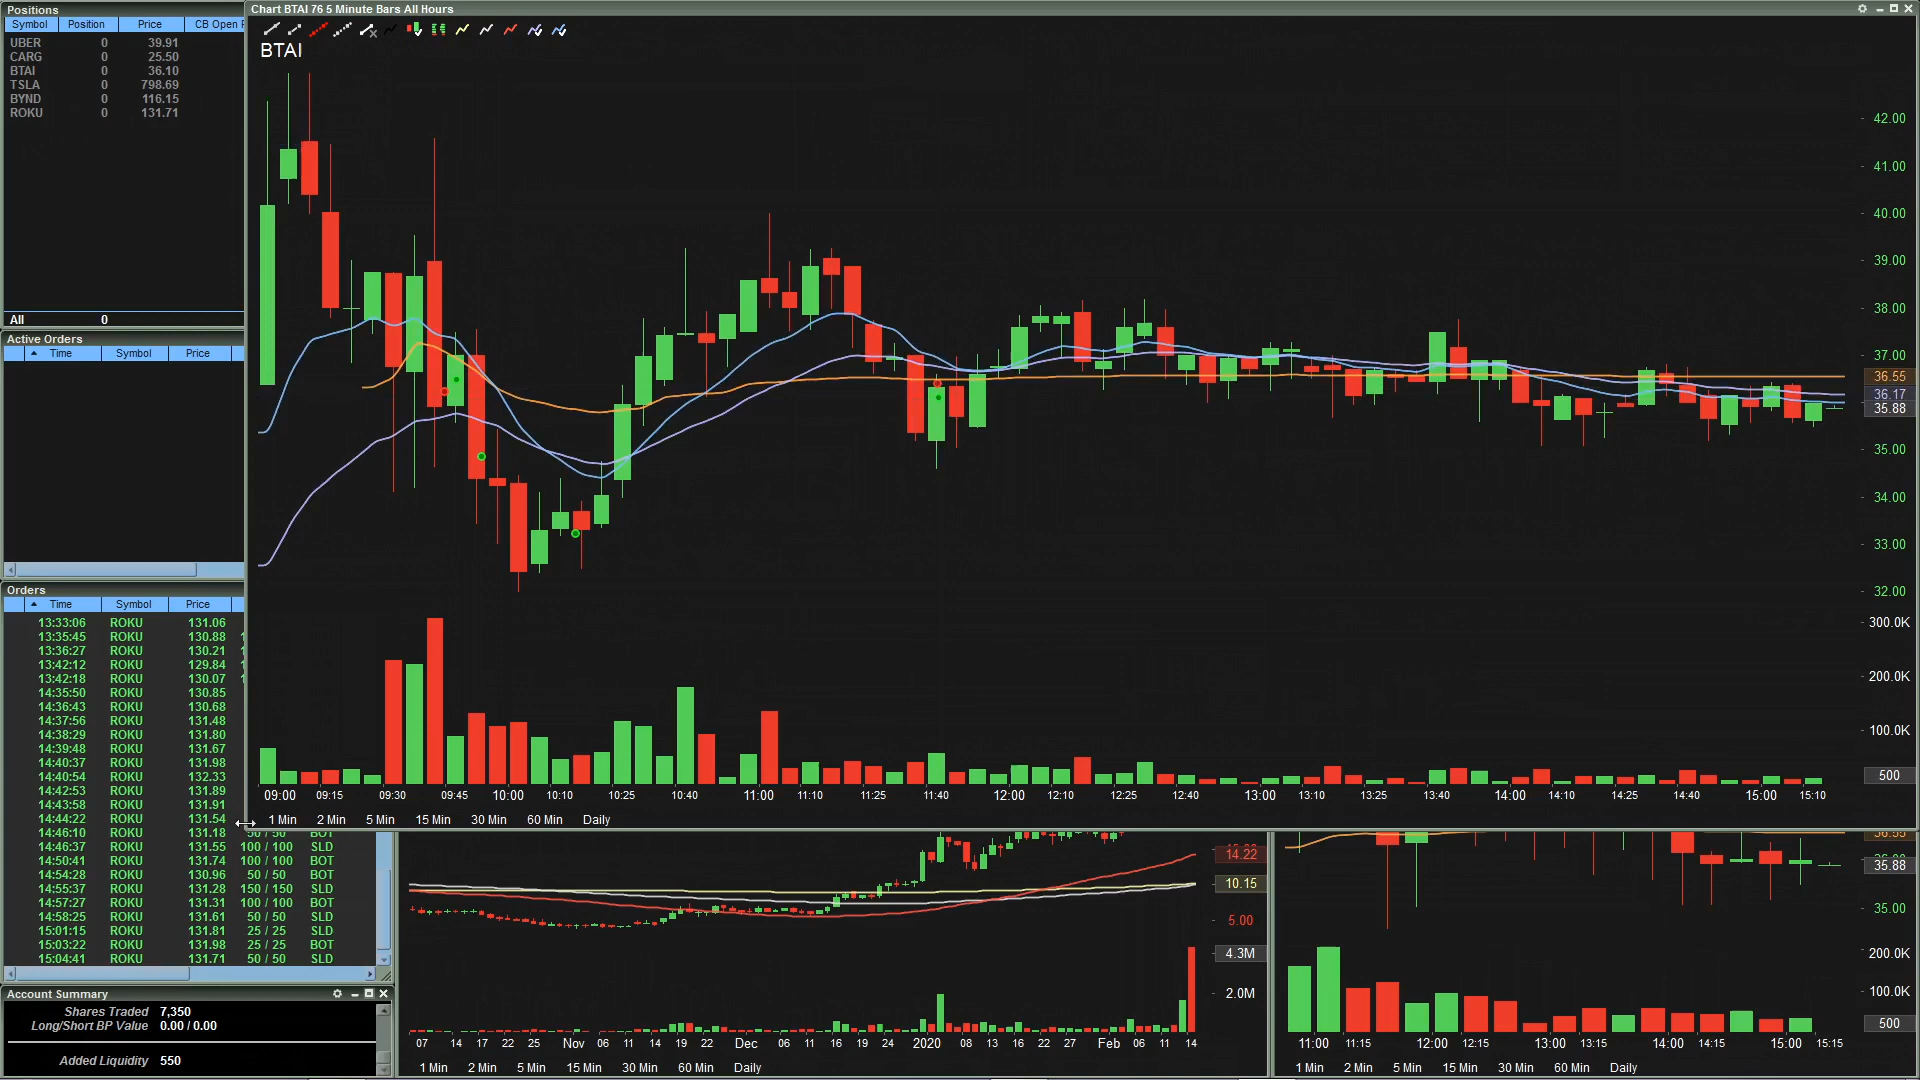 Positions
Symbol Position Price CB Open
UBER 0 39.91
CARG 0 25.50
BTAI 0 36.10
TSLA 0 798.69
BYND 0 116.15
ROKU 0 131.71
All 0
Active Orders
Time Symbol Price
Orders
Time Symbol Price
13:33:06 ROKU 131.06
13:35:45 ROKU 130.88
13:36:27 ROKU 130.21
13:42:12 ROKU 129.84
13:42:18 ROKU 130.07
14:35:50 ROKU 130.85
14:36:43 ROKU 130.68
14:37:56 ROKU 131.48
14:38:29 ROKU 131.80
14:39:48 ROKU 131.67
14:40:37 ROKU 131.98
14:40:54 ROKU 132.33
14:42:53 ROKU 131.89
14:43:58 ROKU 131.91
14:44:22 ROKU 131.54
14:46:10 ROKU 131.18 50 / 50 BOT
14:46:37 ROKU 131.55 100 / 100 SLD
14:50:41 ROKU 131.74 100 / 100 BOT
14:54:28 ROKU 130.96 50 / 50 BOT
14:55:37 ROKU 131.28 150 / 150 SLD
14:57:27 ROKU 131.31 100 / 100 BOT
14:58:25 ROKU 131.61 50 / 50 SLD
15:01:15 ROKU 131.81 25 / 25 SLD
15:03:22 ROKU 131.98 25 / 25 BOT
15:04:41 ROKU 131.71 50 / 50 SLD
Account Summary
Shares Traded 7,350
Long/Short BP Value 0.00 / 0.00
Added Liquidity 550
Chart BTAI 76 5 Minute Bars All Hours
BTAI
42.00
41.00
40.00
39.00
38.00
37.00
36.55
36.17
35.88
35.00
34.00
33.00
32.00
300.0K
200.0K
100.0K
500
09:00 09:15 09:30 09:45 10:00 10:10 10:25 10:40 11:00 11:10 11:25 11:40 12:00 12:10 12:25 12:40 13:00 13:10 13:25 13:40 14:00 14:10 14:25 14:40 15:00 15:10
1 Min 2 Min 5 Min 15 Min 30 Min 60 Min Daily
14.22
10.15
5.00
4.3M
2.0M
07 14 17 22 25 Nov 06 11 14 19 22 Dec 06 11 16 19 24 2020 08 13 16 22 27 Feb 06 11 14
1 Min 2 Min 5 Min 15 Min 30 Min 60 Min Daily
36.55
35.88
35.00
200.0K
100.0K
500
11:00 11:15 12:00 12:15 13:00 13:15 14:00 14:15 15:00 15:15
1 Min 2 Min 5 Min 15 Min 30 Min 60 Min Daily